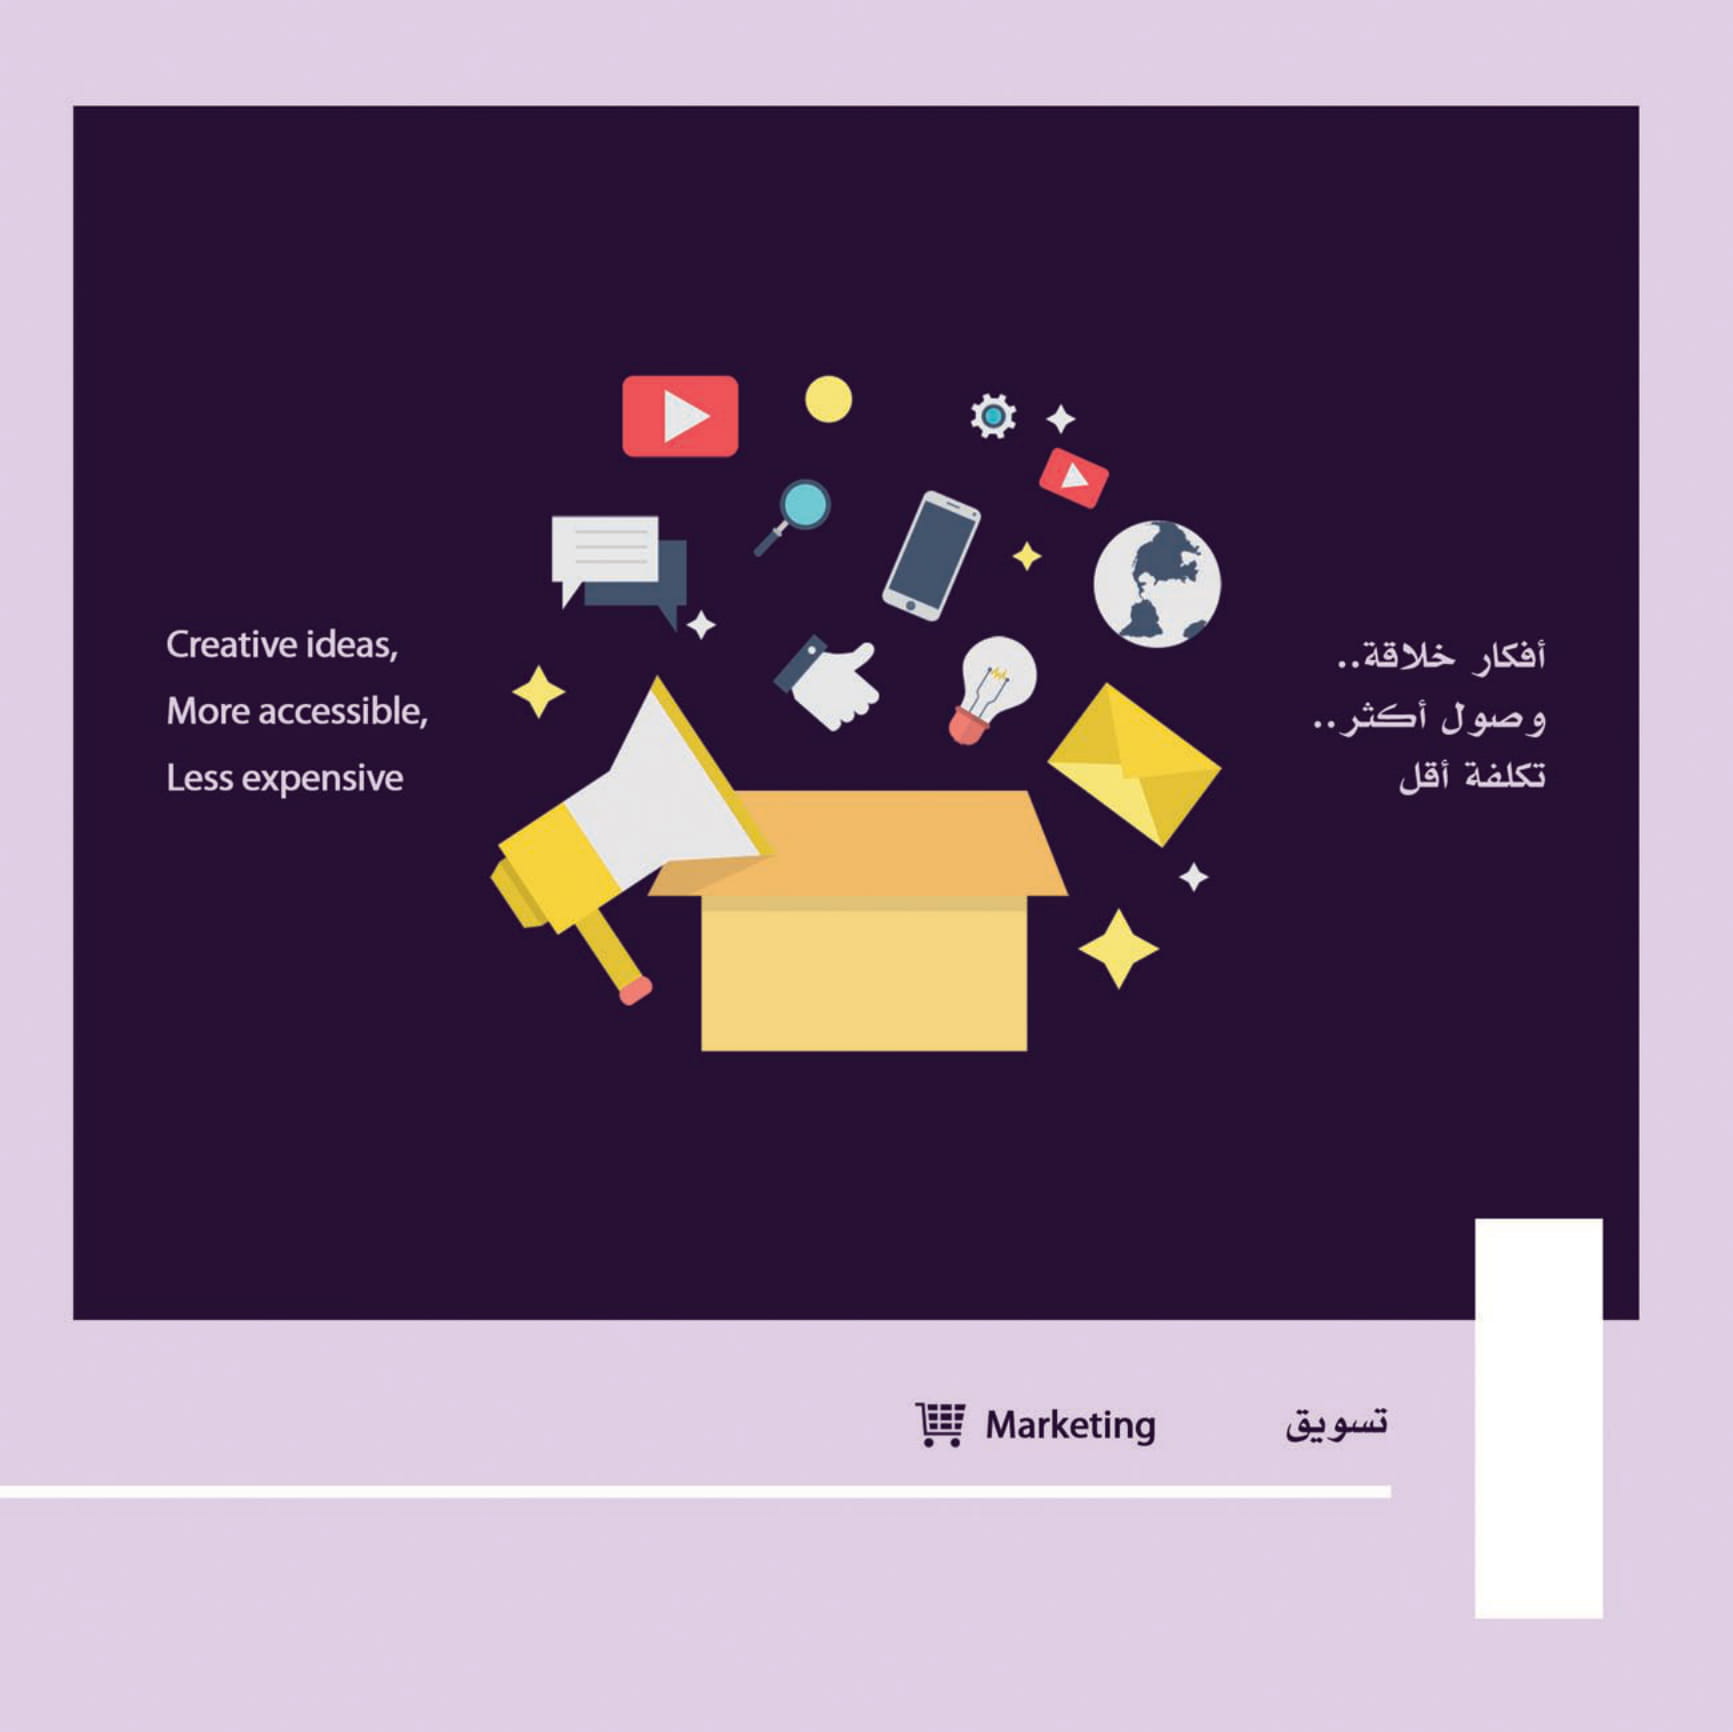 Creative ideas,
More accessible,
Less expensive
أفكار خلاقة..
وصول أكثر..
تكلفة أقل
Marketing
تسويق